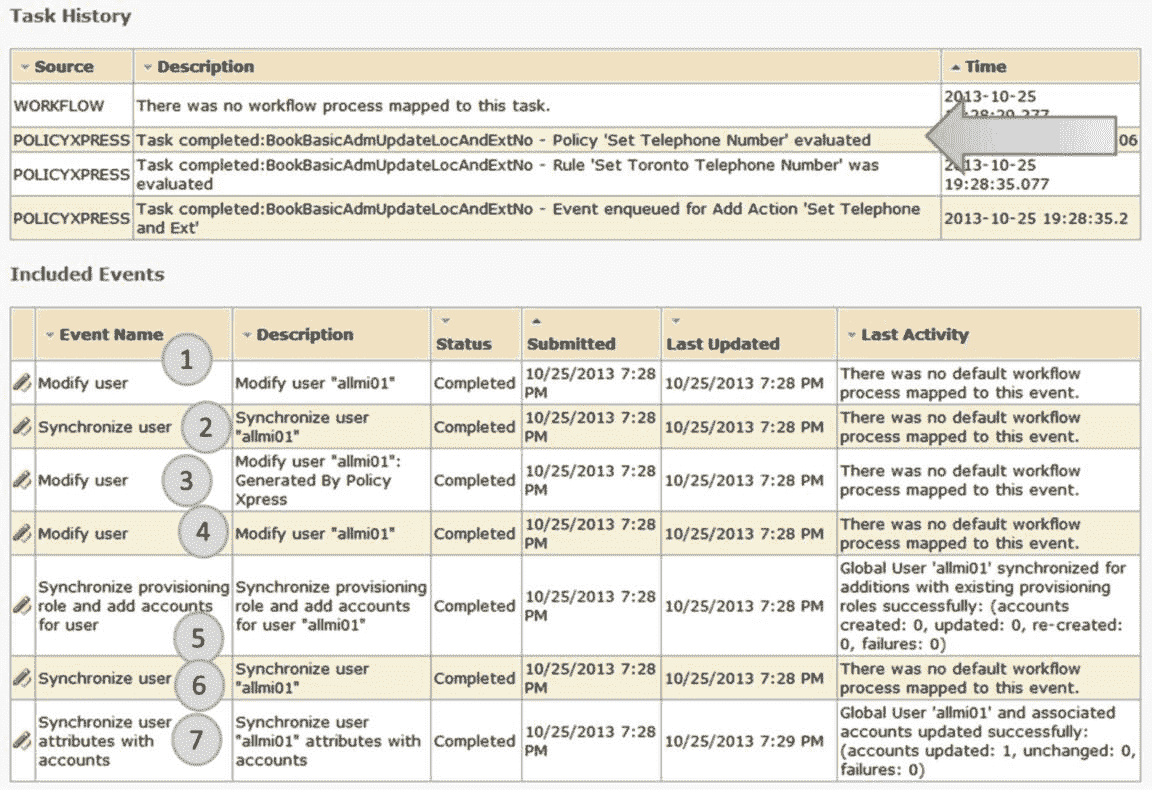 Task History
Source Description Time
WORKFLOW There was no workflow process mapped to this task. 2013-10-25
POLICYXPRESS Task completed:BookBasicAdmUpdateLocAndExtNo - Policy 'Set Telephone Number' evaluated 06
POLICYXPRESS Task completed:BookBasicAdmUpdateLocAndExtNo - Rule 'Set Toronto Telephone Number' was 2013-10-25
evaluated 19:28:35.077
POLICYXPRESS Task completed:BookBasicAdmUpdateLocAndExtNo - Event enqueued for Add Action 'Set Telephone
and Ext' 2013-10-25 19:28:35.2
Included Events
Event Name Description Status Submitted Last Updated Last Activity
1
Modify user Modify user "allmi01" Completed 10/25/2013 7:28
PM 10/25/2013 7:28 PM There was no default workflow
process mapped to this event.
Synchronize user 2 Synchronize user
"allmi01" Completed 10/25/2013 7:28
PM 10/25/2013 7:28 PM There was no default workflow
process mapped to this event.
Modify user 3 Modify user "allmi01":
Generated By Policy
Xpress Completed 10/25/2013 7:28
PM 10/25/2013 7:28 PM There was no default workflow
process mapped to this event.
Modify user 4 Modify user "allmi01" Completed 10/25/2013 7:28
PM 10/25/2013 7:28 PM There was no default workflow
process mapped to this event.
Synchronize provisioning
role and add accounts
for user 5 Synchronize provisioning
role and add accounts
for user "allmi01" Completed 10/25/2013 7:28
PM 10/25/2013 7:28 PM Global User 'allmi01' synchronized for
additions with existing provisioning
roles successfully: (accounts
created: 0, updated: 0, re-created:
0, failures: 0)
Synchronize user 6 Synchronize user
"allmi01" Completed 10/25/2013 7:28
PM 10/25/2013 7:28 PM There was no default workflow
process mapped to this event.
Synchronize user
attributes with
accounts 7 Synchronize user
"allmi01" attributes with
accounts Completed 10/25/2013 7:28
PM 10/25/2013 7:29 PM Global User 'allmi01' and associated
accounts updated successfully:
(accounts updated: 1, unchanged: 0,
failures: 0)